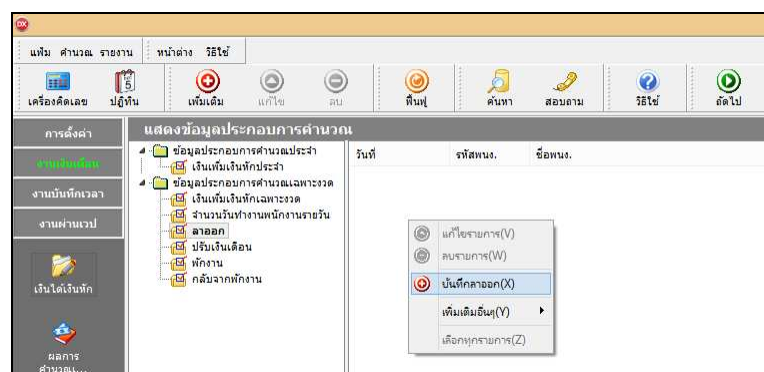 แฟ้ม คำนวณ รายงาน หน้าต่าง วิธีใช้
เครื่องคิดเลข ปฏิทิน เพิ่มเติม แก้ไข ลบ ฟื้นฟู ค้นหา สอบถาม วิธีใช้ ถัดไป
การตั้งค่า
งานเงินเดือน
งานบันทึกเวลา
งานผ่านเวป
เงินได้เงินหัก
ผลการ
คำนวณ...
แสดงข้อมูลประกอบการคำนวณ
ข้อมูลประกอบการคำนวณประจำ
เงินเพิ่มเงินหักประจำ
ข้อมูลประกอบการคำนวณเฉพาะงวด
เงินเพิ่มเงินหักเฉพาะงวด
จำนวนวันทำงานพนักงานรายวัน
ลาออก
ปรับเงินเดือน
พักงาน
กลับจากพักงาน
วันที่ รหัสพนง. ชื่อพนง.
แก้ไขรายการ(V)
ลบรายการ(W)
บันทึกลาออก(X)
เพิ่มเติมอื่นๆ(Y)
เลือกทุกรายการ(Z)